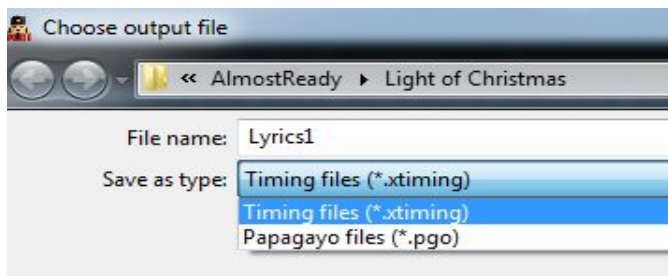 Choose output file
« AlmostReady ▸ Light of Christmas
File name: Lyrics1
Save as type: Timing files (*.xtiming)
Timing files (*.xtiming)
Papagayo files (*.pgo)